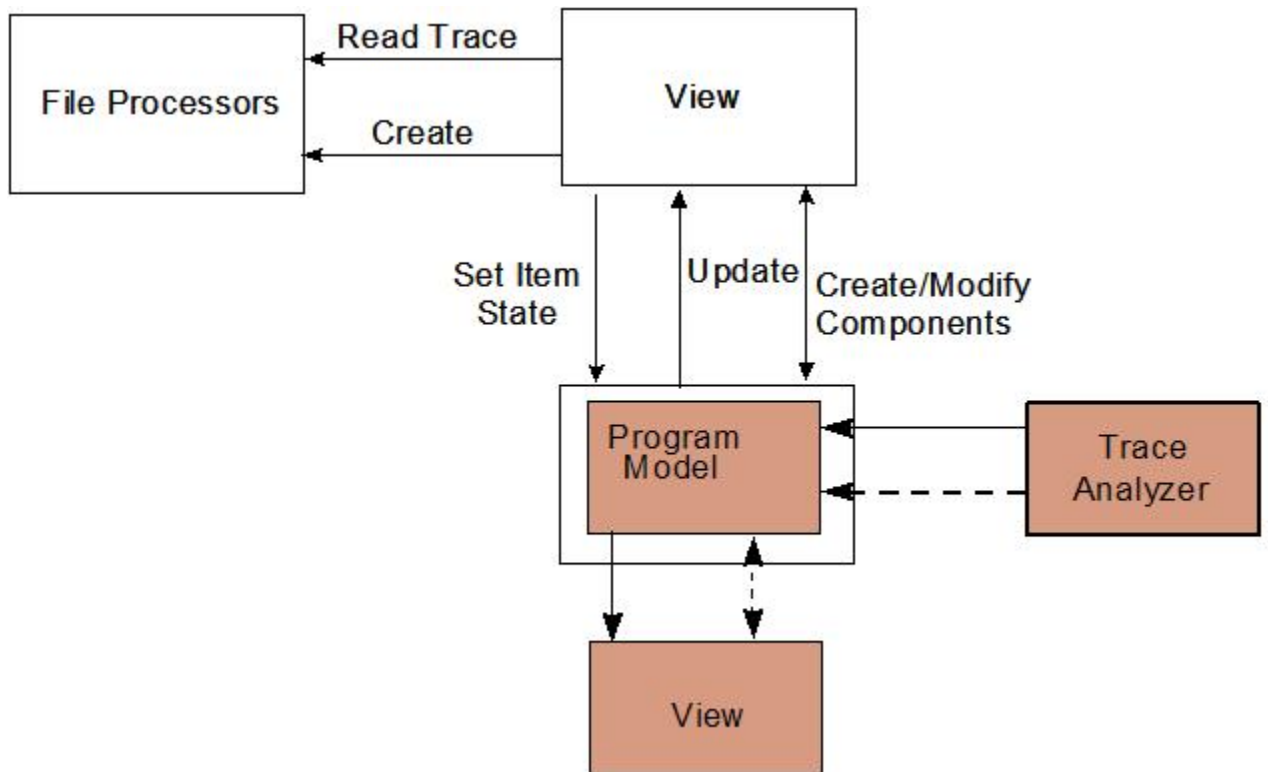 Read Trace
File Processors
View
Create
Set Item
State
Update
Create/Modify
Components
Program
Model
Trace
Analyzer
View